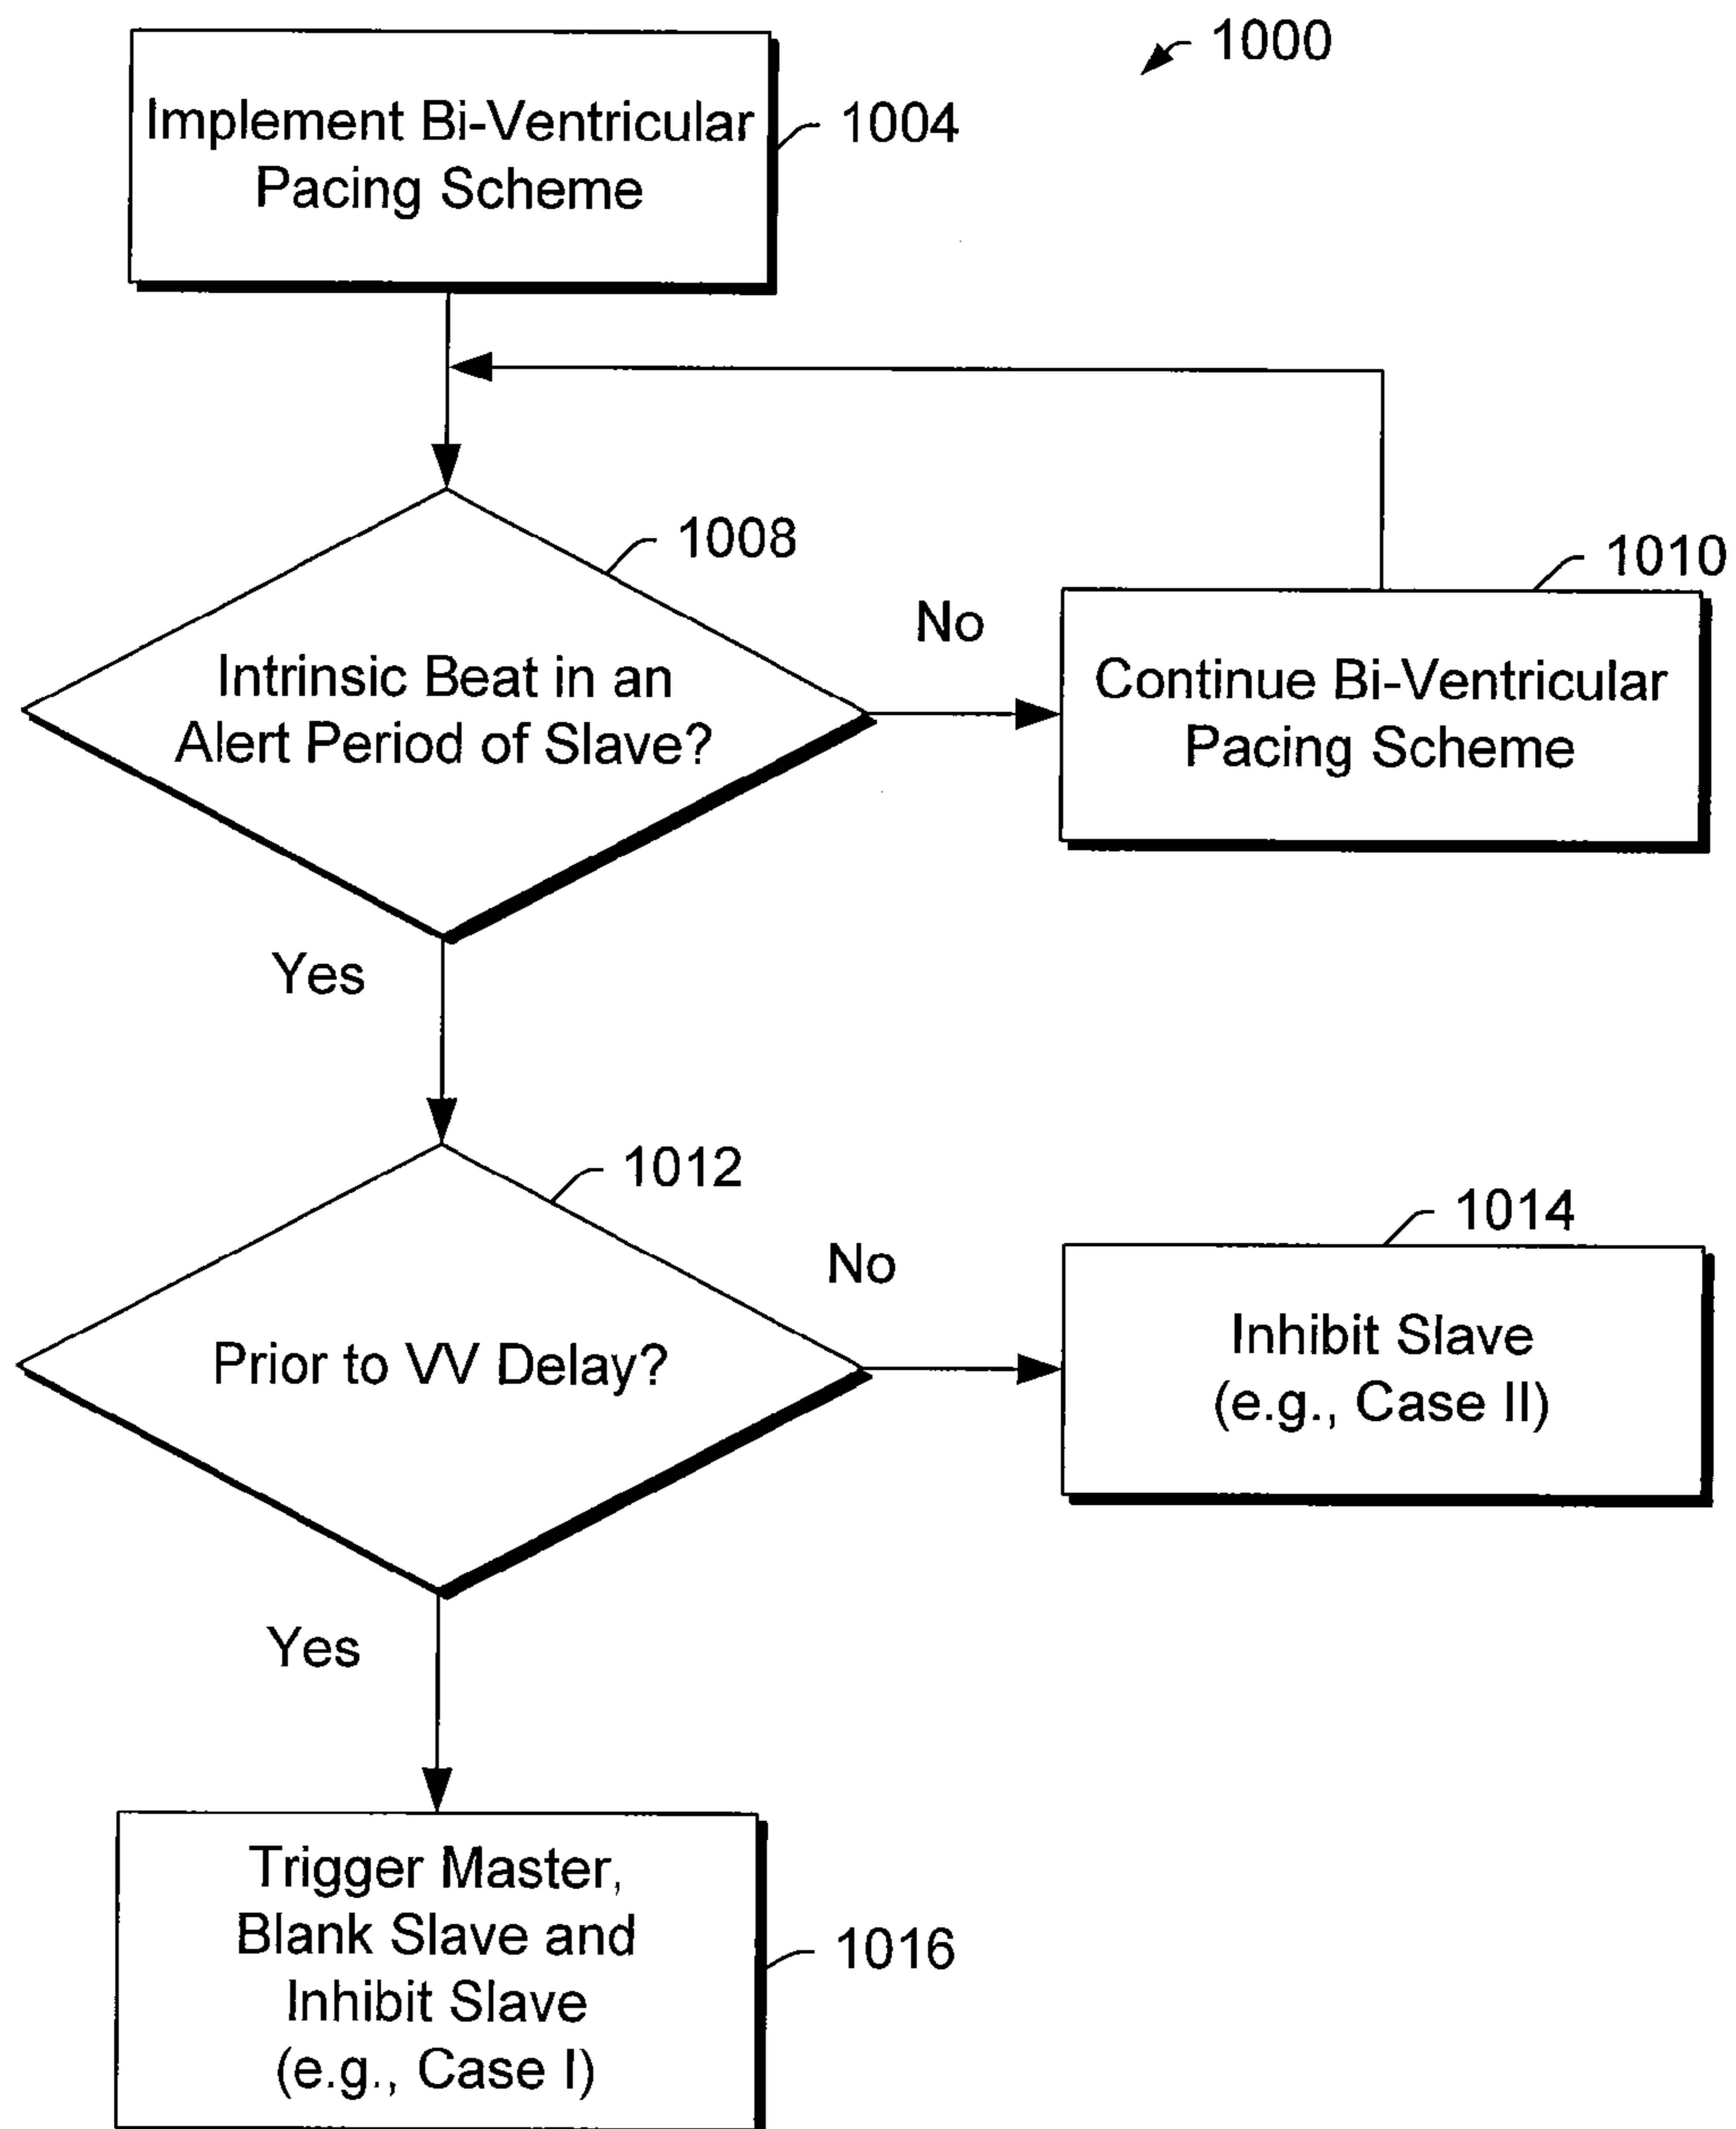 1000
Implement Bi-Ventricular
Pacing Scheme
1004
1008
Intrinsic Beat in an
Alert Period of Slave?
No
1010
Continue Bi-Ventricular
Pacing Scheme
Yes
1012
Prior to VV Delay?
No
1014
Inhibit Slave
(e.g., Case II)
Yes
Trigger Master,
Blank Slave and
Inhibit Slave
(e.g., Case I)
1016